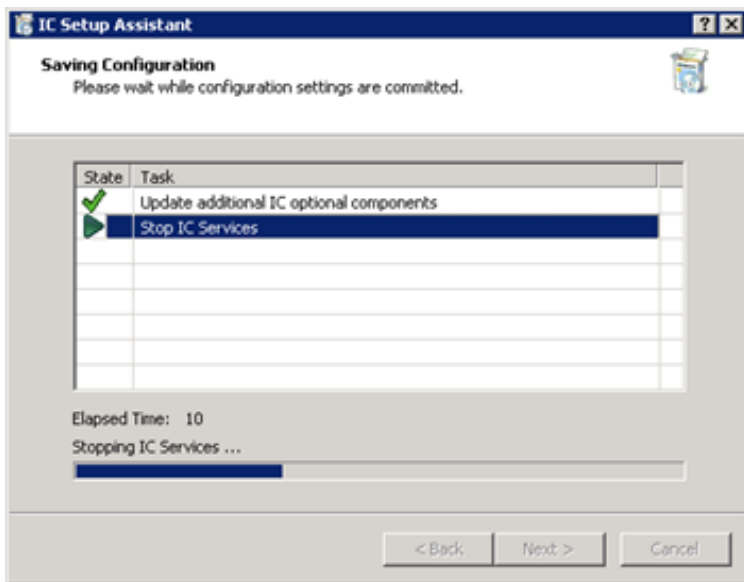 IC Setup Assistant
Saving Configuration
Please wait while configuration settings are committed.
State Task
Update additional IC optional components
Stop IC Services
Elapsed Time: 10
Stopping IC Services ...
< Back Next > Cancel